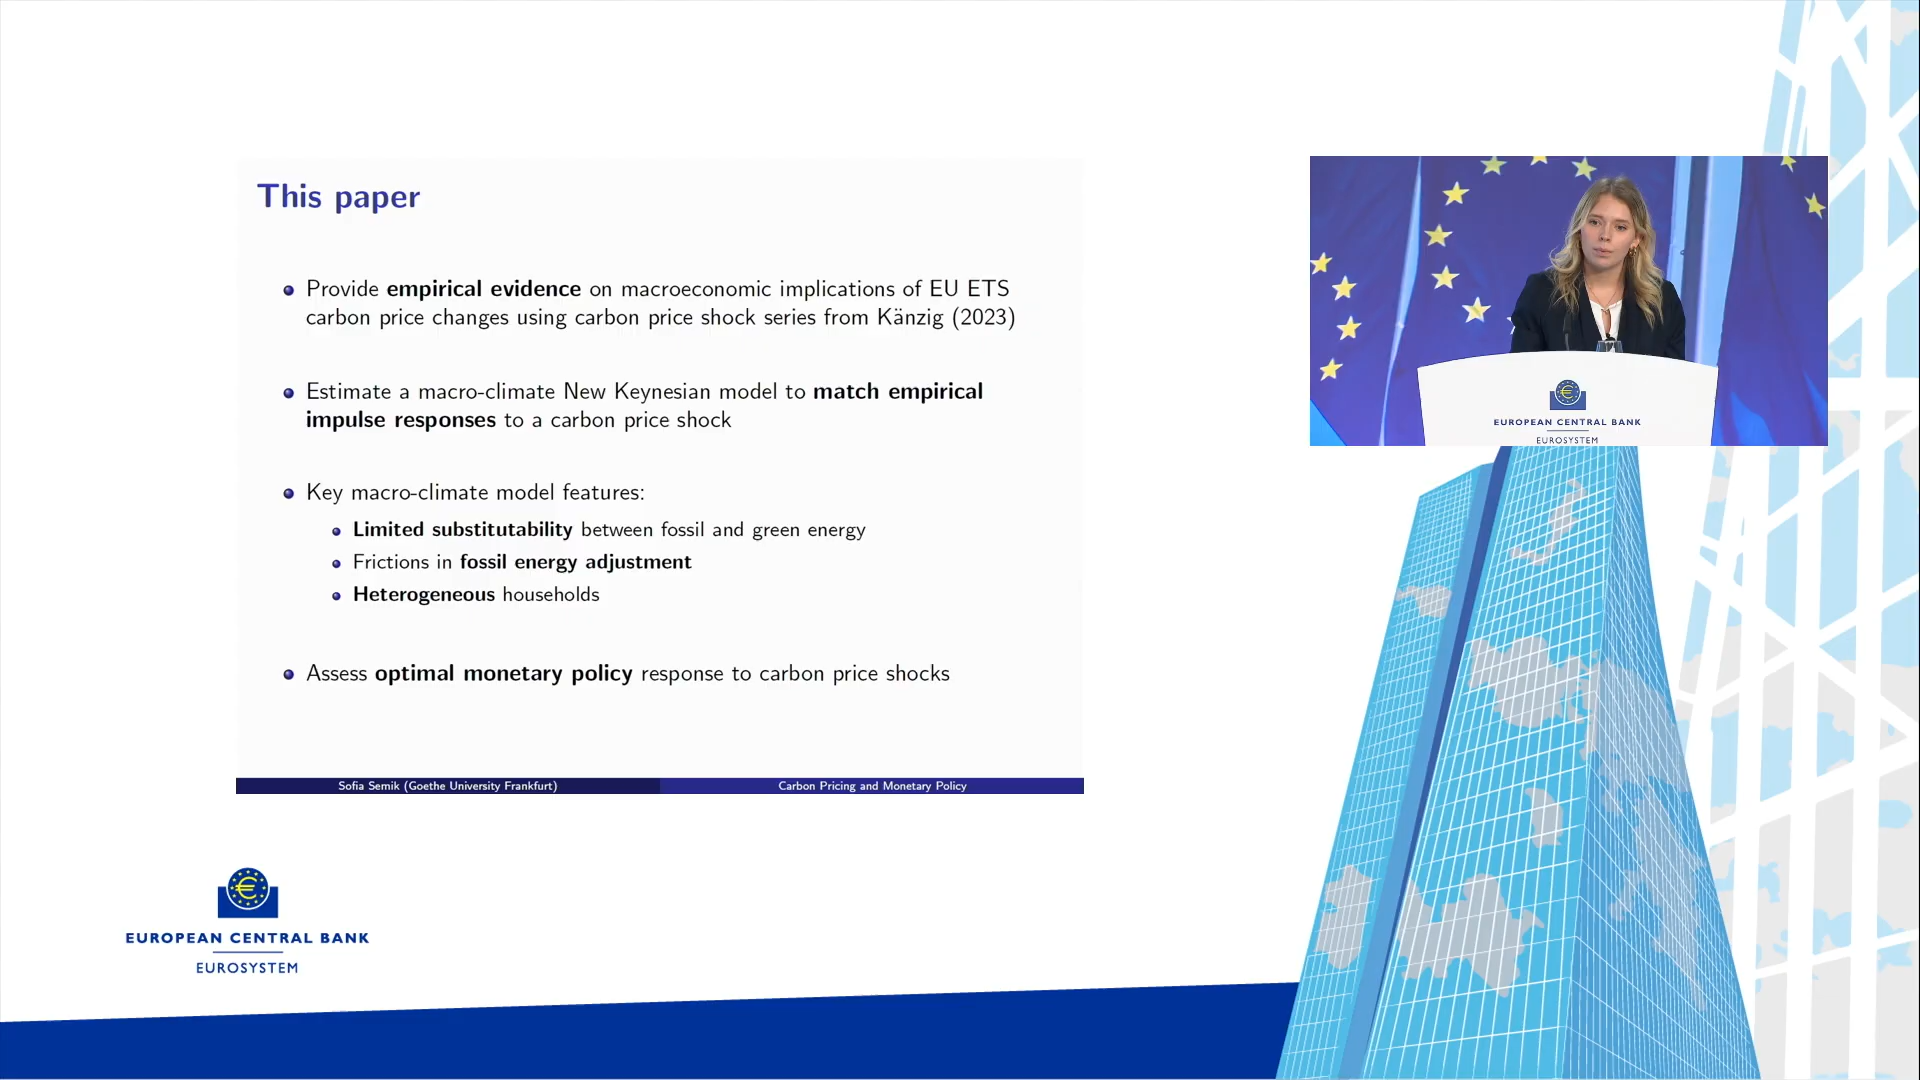 This paper
Provide empirical evidence on macroeconomic implications of EU ETS
carbon price changes using carbon price shock series from Känzig (2023)
Estimate a macro-climate New Keynesian model to match empirical
impulse responses to a carbon price shock
Key macro-climate model features:
Limited substitutability between fossil and green energy
Frictions in fossil energy adjustment
Heterogeneous households
Assess optimal monetary policy response to carbon price shocks
Sofia Semik (Goethe University Frankfurt)
Carbon Pricing and Monetary Policy
EUROPEAN CENTRAL BANK
EUROSYSTEM
EUROPEAN CENTRAL BANK
EUROSYSTEM